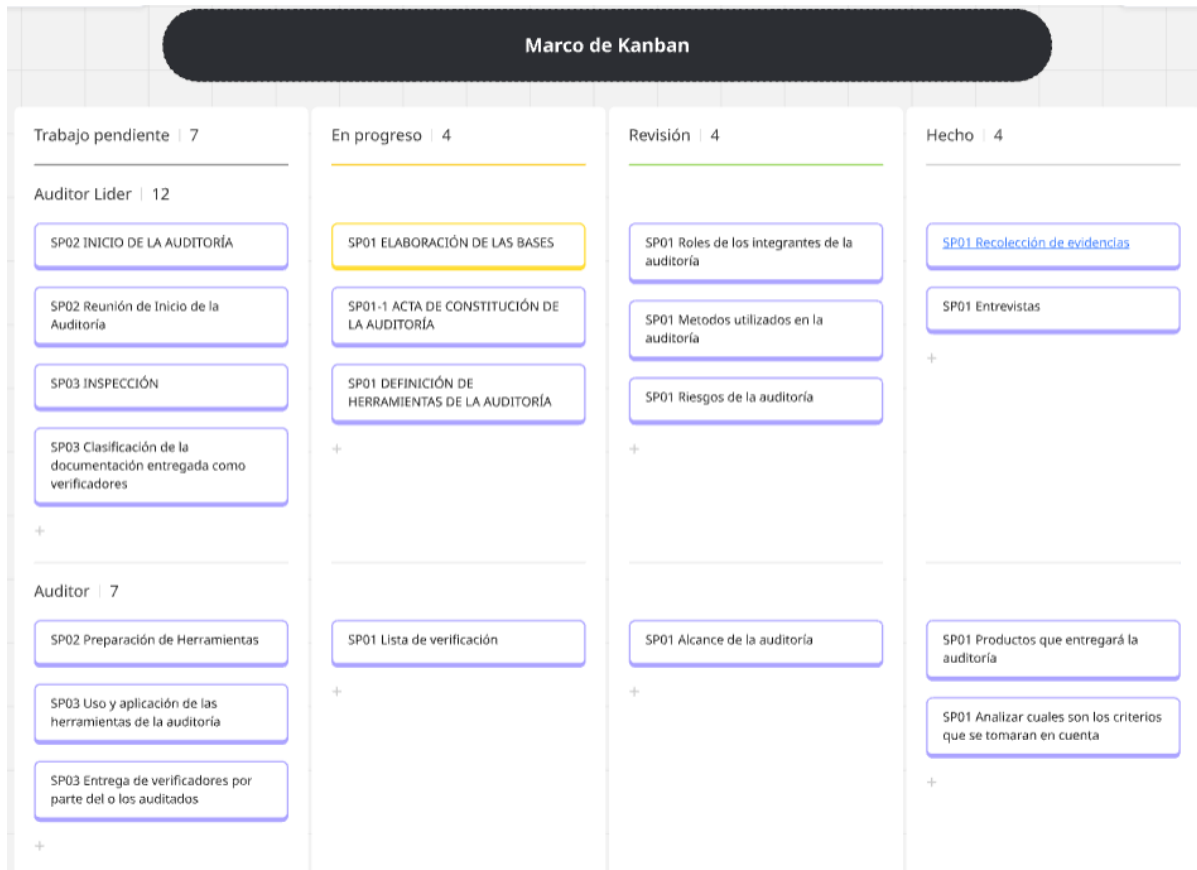 Marco de Kanban
Trabajo pendiente | 7
En progreso | 4
Revisión | 4
Hecho | 4
Auditor Lider | 12
SP02 INICIO DE LA AUDITORÍA
SP02 Reunión de Inicio de la
Auditoría
SP03 INSPECCIÓN
SP03 Clasificación de la
documentación entregada como
verificadores
+
SP01 ELABORACIÓN DE LAS BASES
SP01-1 ACTA DE CONSTITUCIÓN DE
LA AUDITORÍA
SP01 DEFINICIÓN DE
HERRAMIENTAS DE LA AUDITORÍA
+
SP01 Roles de los integrantes de la
auditoría
SP01 Metodos utilizados en la
auditoría
SP01 Riesgos de la auditoría
+
SP01 Recolección de evidencias
SP01 Entrevistas
+
Auditor | 7
SP02 Preparación de Herramientas
SP03 Uso y aplicación de las
herramientas de la auditoría
SP03 Entrega de verificadores por
parte del o los auditados
+
SP01 Lista de verificación
+
SP01 Alcance de la auditoría
+
SP01 Productos que entregará la
auditoría
SP01 Analizar cuales son los criterios
que se tomaran en cuenta
+